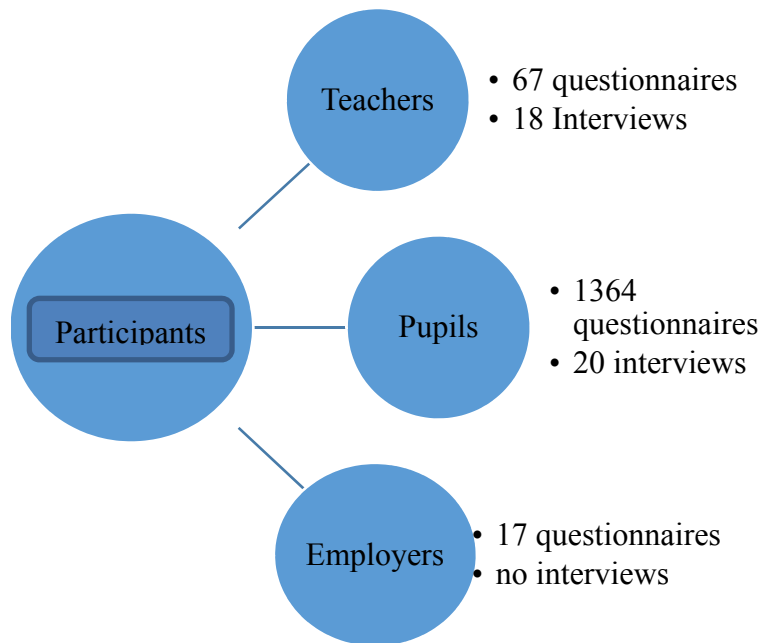 Participants
Teachers
• 67 questionnaires
• 18 Interviews
Pupils
• 1364
questionnaires
• 20 interviews
Employers
• 17 questionnaires
• no interviews